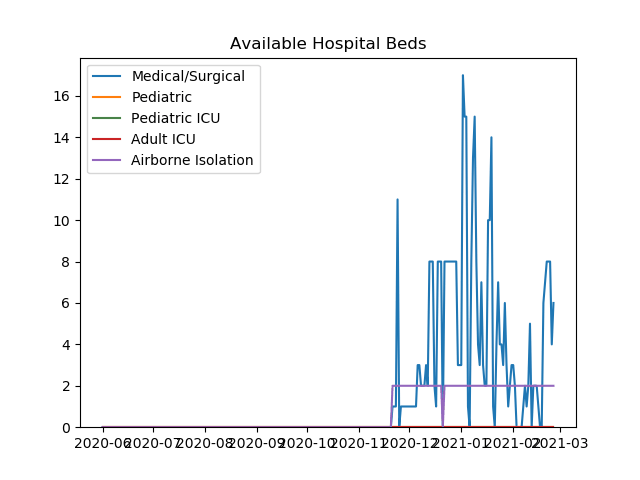 Available Hospital Beds
Medical/Surgical
Pediatric
Pediatric ICU
Adult ICU
Airborne Isolation
16
14
12
10
8
6
4
2
0
2020-06 2020-07 2020-08 2020-09 2020-10 2020-11 2020-12 2021-01 2021-02 2021-03